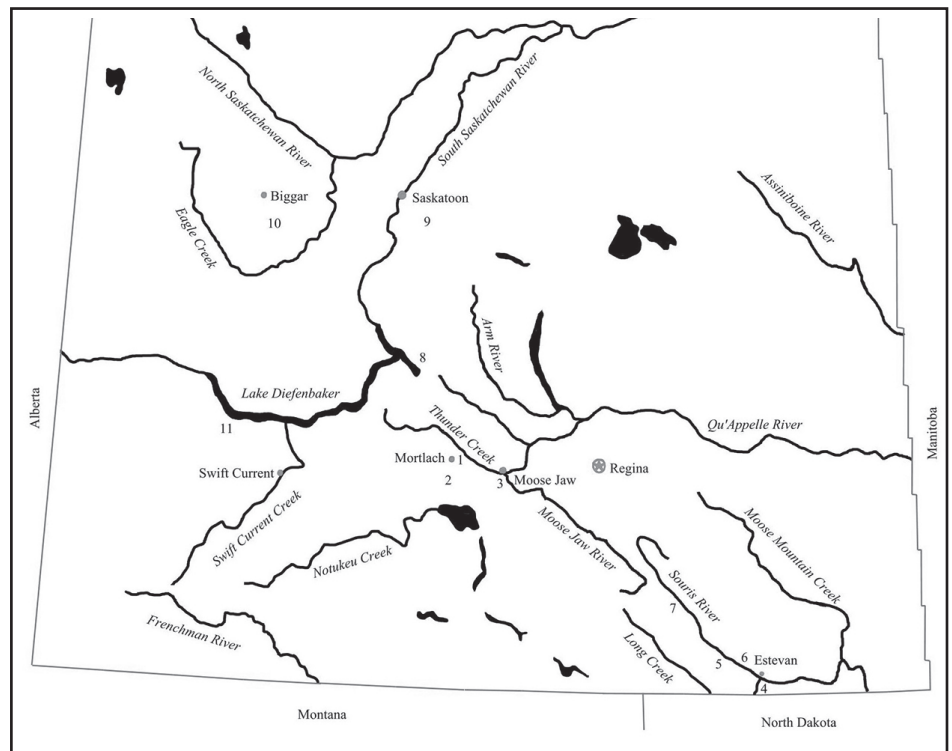 North Saskatchewan River
South Saskatchewan River
Assiniboine River
Biggar
Saskatoon
10
9
Eagle Creek
Arm River
8
Lake Diefenbaker
Alberta
Manitoba
11
Thunder Creek
Qu'Appelle River
Mortlach
1
Swift Current
2
3
Moose Jaw
Regina
Swift Current Creek
Notukeu Creek
Moose Jaw River
Moose Mountain Creek
Souris River
7
Frenchman River
Long Creek
5
6
Estevan
4
Montana
North Dakota